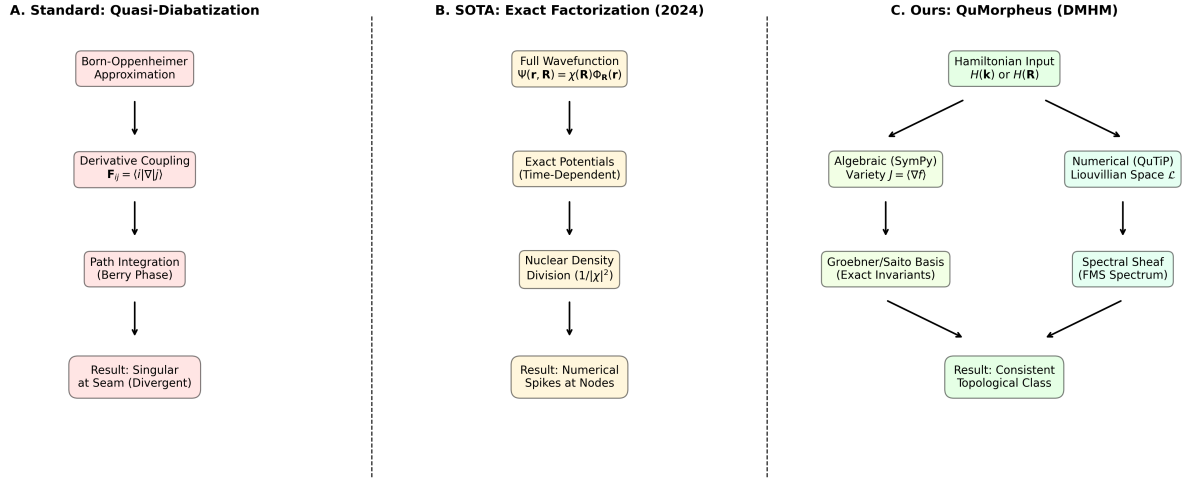 A. Standard: Quasi-Diabatization
Born-Oppenheimer
Approximation
Derivative Coupling
F_ij = ⟨i|∇|j⟩
Path Integration
(Berry Phase)
Result: Singular
at Seam (Divergent)
B. SOTA: Exact Factorization (2024)
Full Wavefunction
Ψ(r, R) = χ(R)Φ_R(r)
Exact Potentials
(Time-Dependent)
Nuclear Density
Division (1/|χ|²)
Result: Numerical
Spikes at Nodes
C. Ours: QuMorpheus (DMHM)
Hamiltonian Input
H(k) or H(R)
Algebraic (SymPy)
Variety J = ⟨∇f⟩
Numerical (QuTiP)
Liouvillian Space ℒ
Groebner/Saito Basis
(Exact Invariants)
Spectral Sheaf
(FMS Spectrum)
Result: Consistent
Topological Class